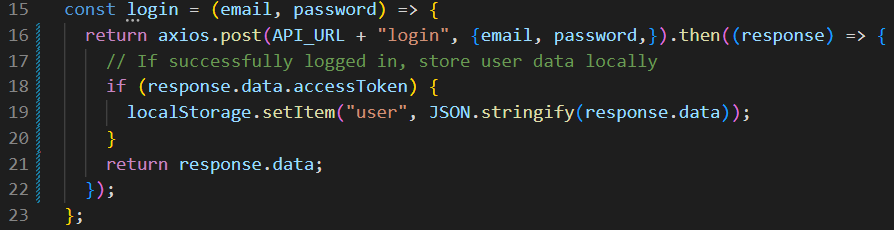 15 const login = (email, password) => {
16 return axios.post(API_URL + "login", {email, password,}).then((response) => {
17 // If successfully logged in, store user data locally
18 if (response.data.accessToken) {
19 localStorage.setItem("user", JSON.stringify(response.data));
20 }
21 return response.data;
22 });
23 };